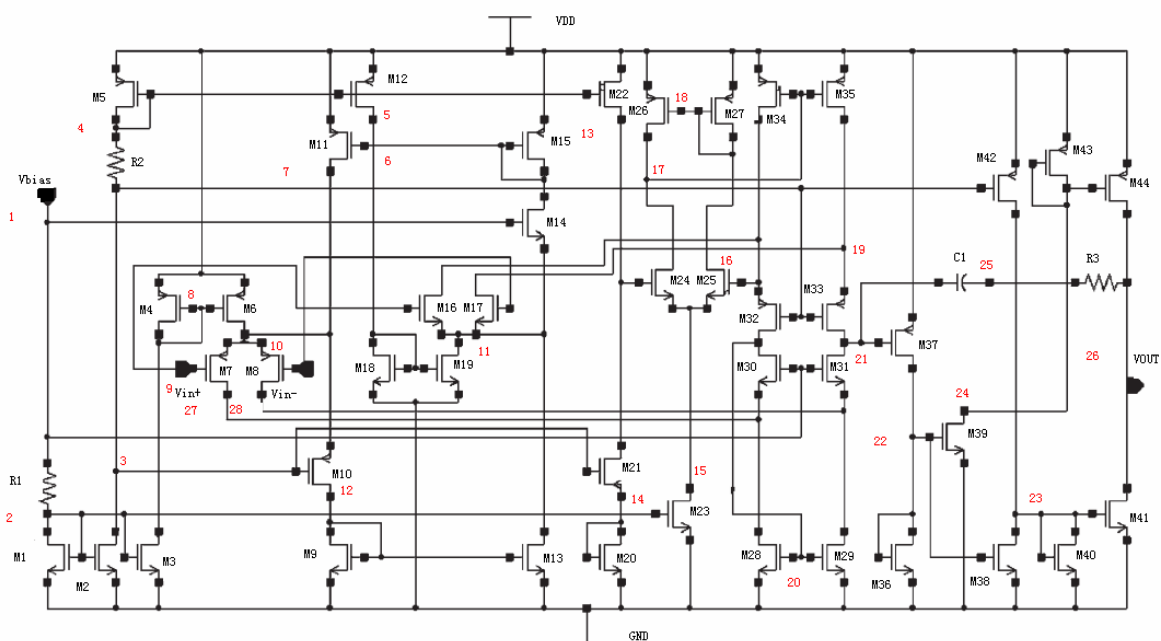 VDD
M5
M12
M22
M26
18
M27
M34
M35
4
5
M11
13
M15
M43
R2
7
6
17
M42
M44
Vbias
1
M14
19
C1
25
R3
M4
8
M6
M16
M17
M24
16
M25
M33
M32
10
M7
M8
11
M18
M19
M30
M31
21
M37
26
VOUT
9
Vin+
Vin-
27
28
24
M39
22
3
R1
M10
M21
15
12
14
M23
23
2
M41
M1
M2
M3
M9
M13
M20
M28
M29
20
M36
M38
M40
GND